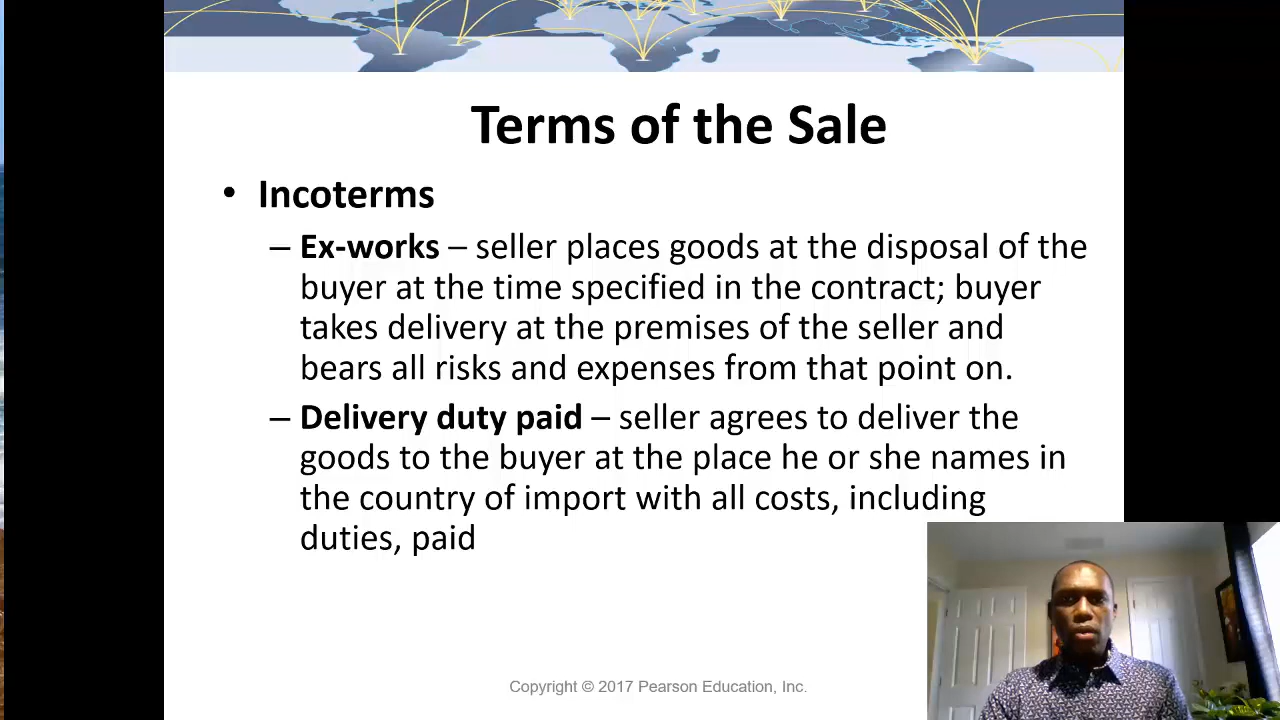 Terms of the Sale
• Incoterms
– Ex-works – seller places goods at the disposal of the
buyer at the time specified in the contract; buyer
takes delivery at the premises of the seller and
bears all risks and expenses from that point on.
– Delivery duty paid – seller agrees to deliver the
goods to the buyer at the place he or she names in
the country of import with all costs, including
duties, paid
Copyright © 2017 Pearson Education, Inc.